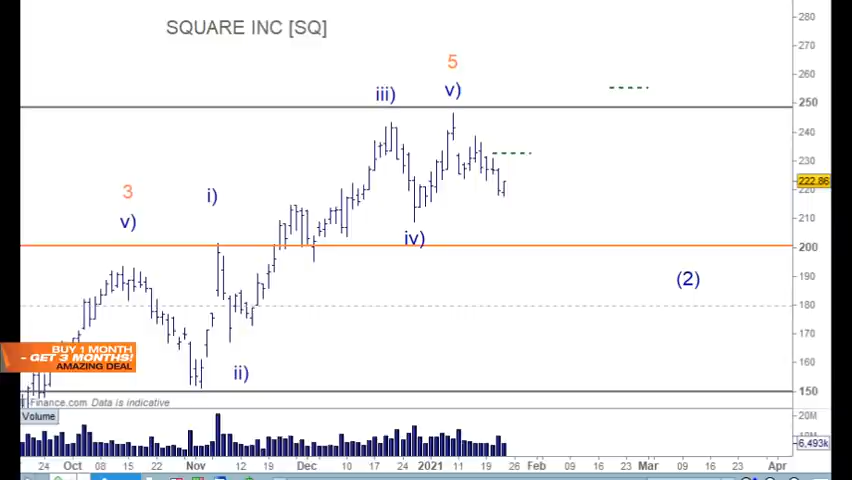 SQUARE INC [SQ]
280
270
260
250
240
230
222.86
220
210
200
190
180
170
160
150
5
v)
iii)
3
v)
i)
iv)
(2)
ii)
BUY 1 MONTH
- GET 3 MONTHS!
AMAZING DEAL
-Finance.com Data is indicative
Volume
20M
6,493k
24 Oct 08 15 22 Nov 12 19 Dec 10 17 24 2021 11 19 26 Feb 09 16 23 Mar 09 16 23 Apr